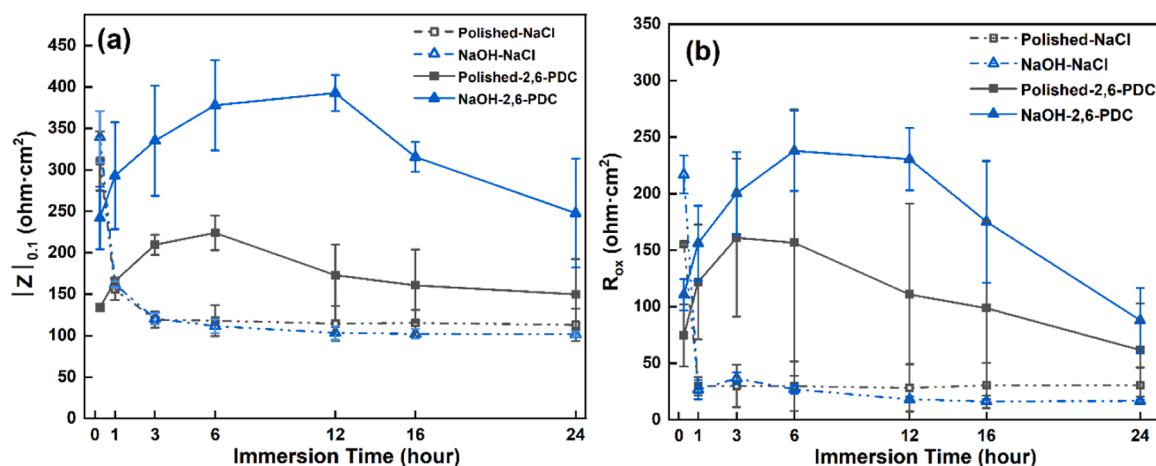 (a)
Polished-NaCl
NaOH-NaCl
Polished-2,6-PDC
NaOH-2,6-PDC
450
400
350
300
250
200
150
100
50
0
|Z|0.1 (ohm·cm2)
0 1 3 6 12 16 24
Immersion Time (hour)
(b)
Polished-NaCl
NaOH-NaCl
Polished-2,6-PDC
NaOH-2,6-PDC
350
300
250
200
150
100
50
0
Rox (ohm·cm2)
0 1 3 6 12 16 24
Immersion Time (hour)